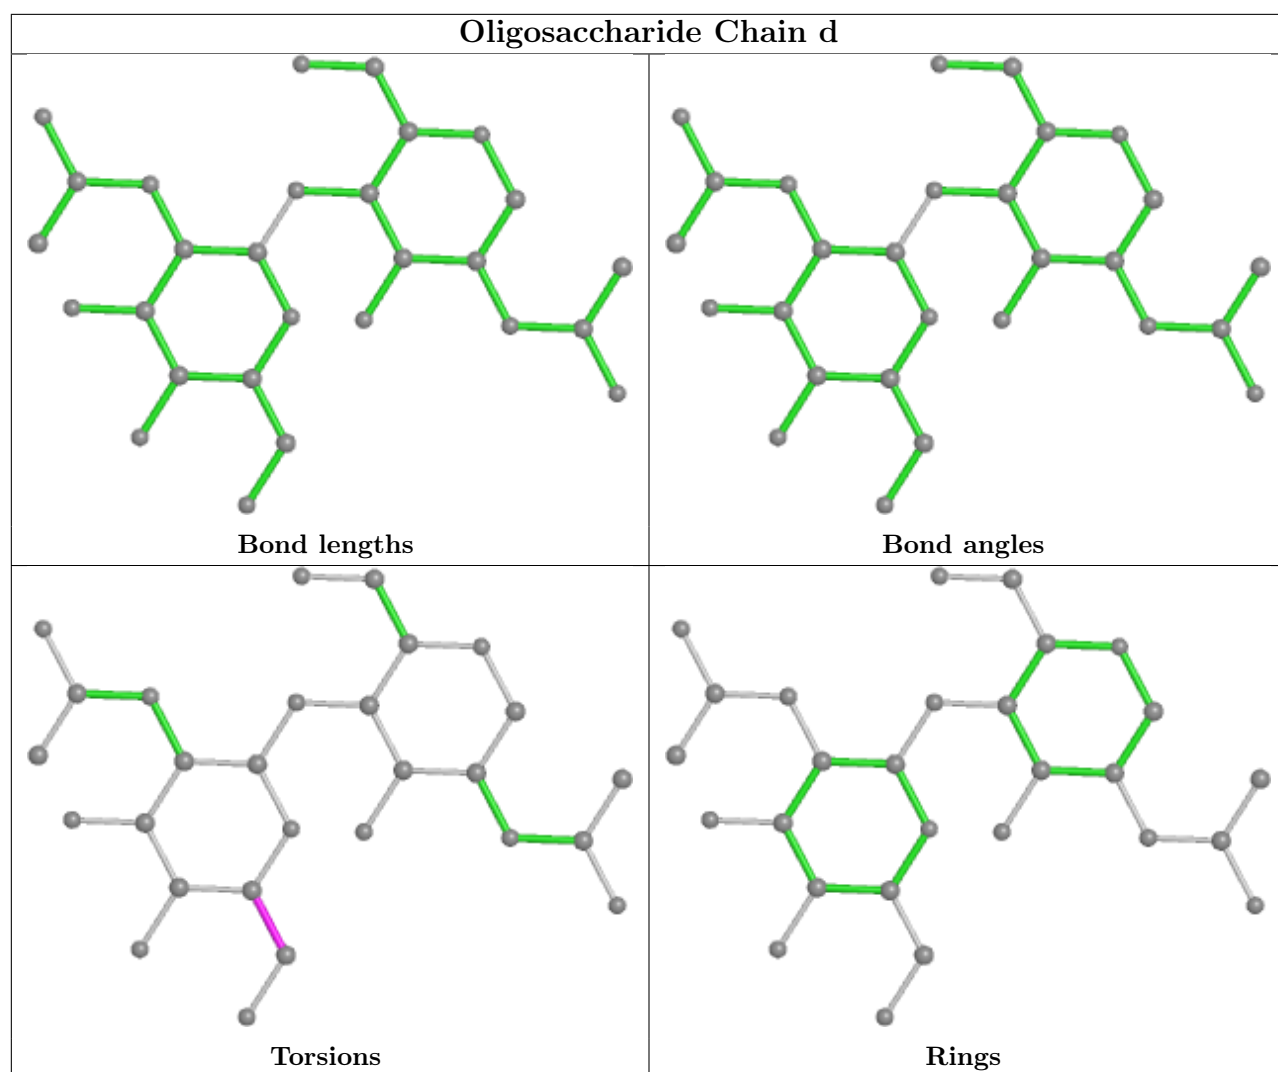 Oligosaccharide Chain d
Bond lengths
Bond angles
Torsions
Rings